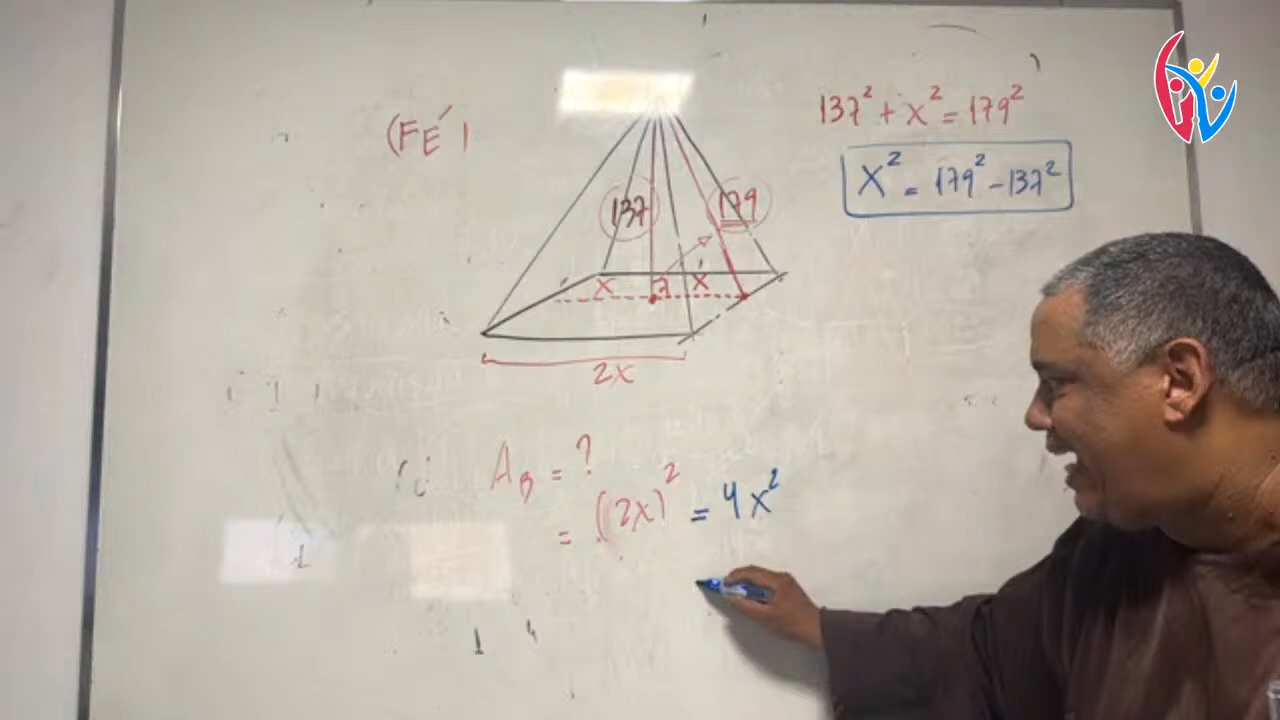 (FE')
137² + x² = 179²
X² = 179² - 137²
137
179
X
X
2X
A_B = ?
= (2X)² = 4X²